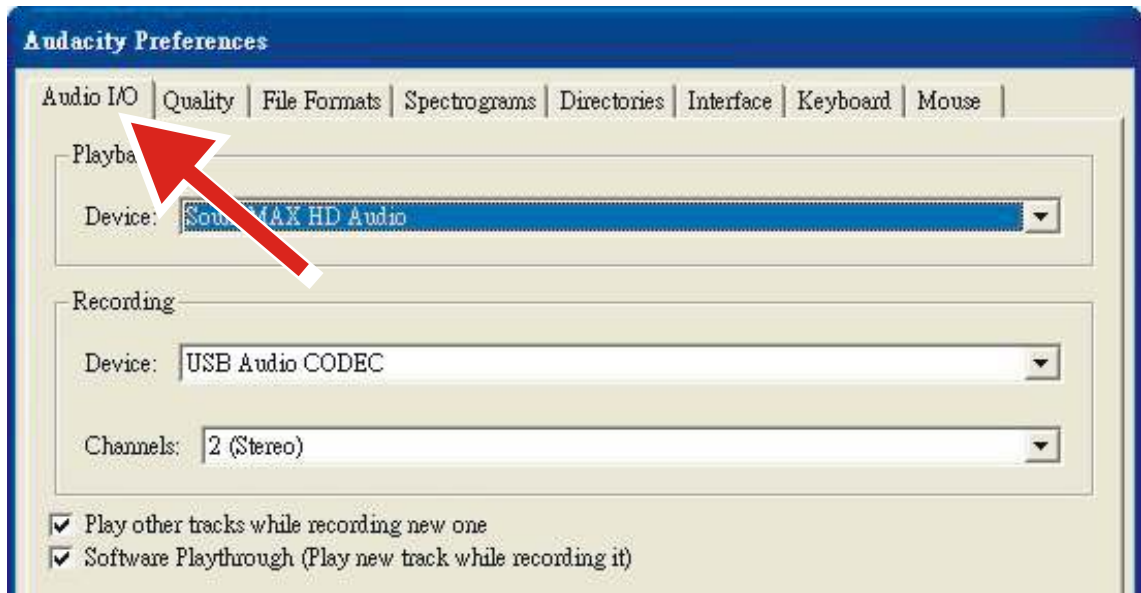 Audacity Preferences
Audio I/O Quality File Formats Spectrograms Directories Interface Keyboard Mouse
Device: MAX HD Audio
Recording
Device: USB Audio CODEC
Channels: 2 (Stereo)
Play other tracks while recording new one
Software Playthrough (Play new track while recording it)